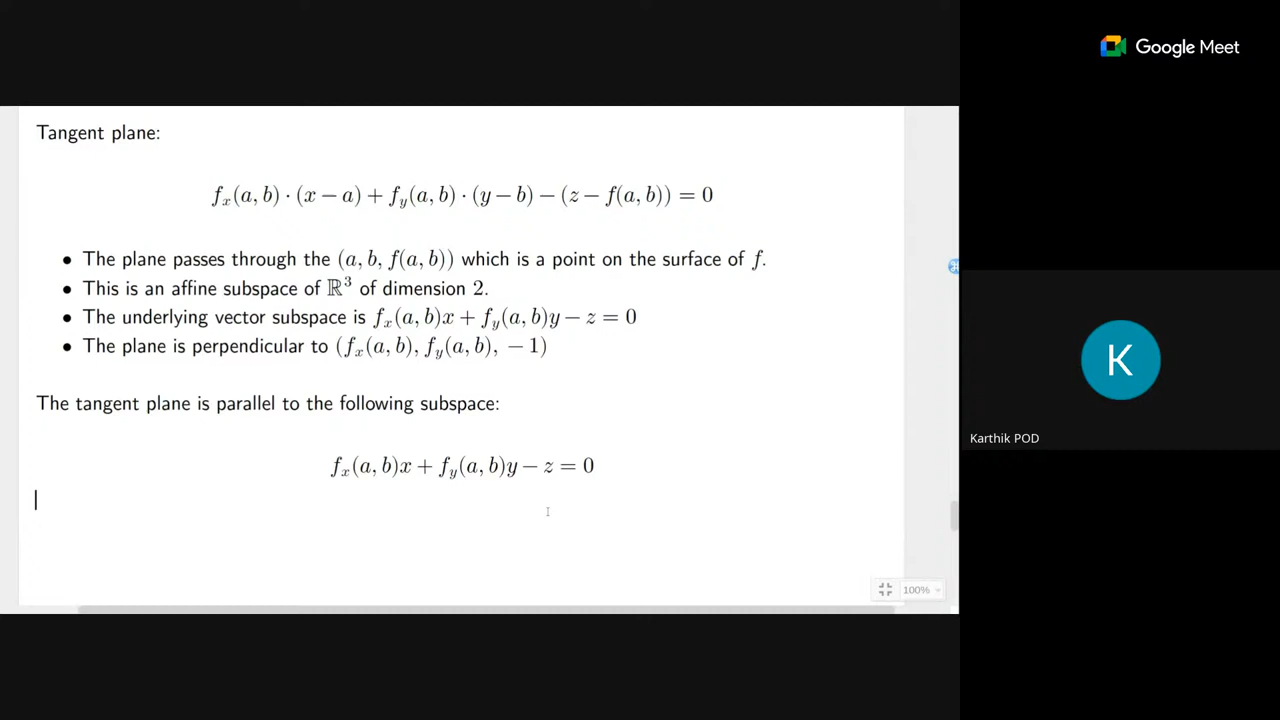 Google Meet
Tangent plane:
f_x(a, b) · (x − a) + f_y(a, b) · (y − b) − (z − f(a, b)) = 0
• The plane passes through the (a, b, f(a, b)) which is a point on the surface of f.
• This is an affine subspace of ℝ³ of dimension 2.
• The underlying vector subspace is f_x(a, b)x + f_y(a, b)y − z = 0
• The plane is perpendicular to (f_x(a, b), f_y(a, b), − 1)
The tangent plane is parallel to the following subspace:
f_x(a, b)x + f_y(a, b)y − z = 0
100%
K
Karthik POD